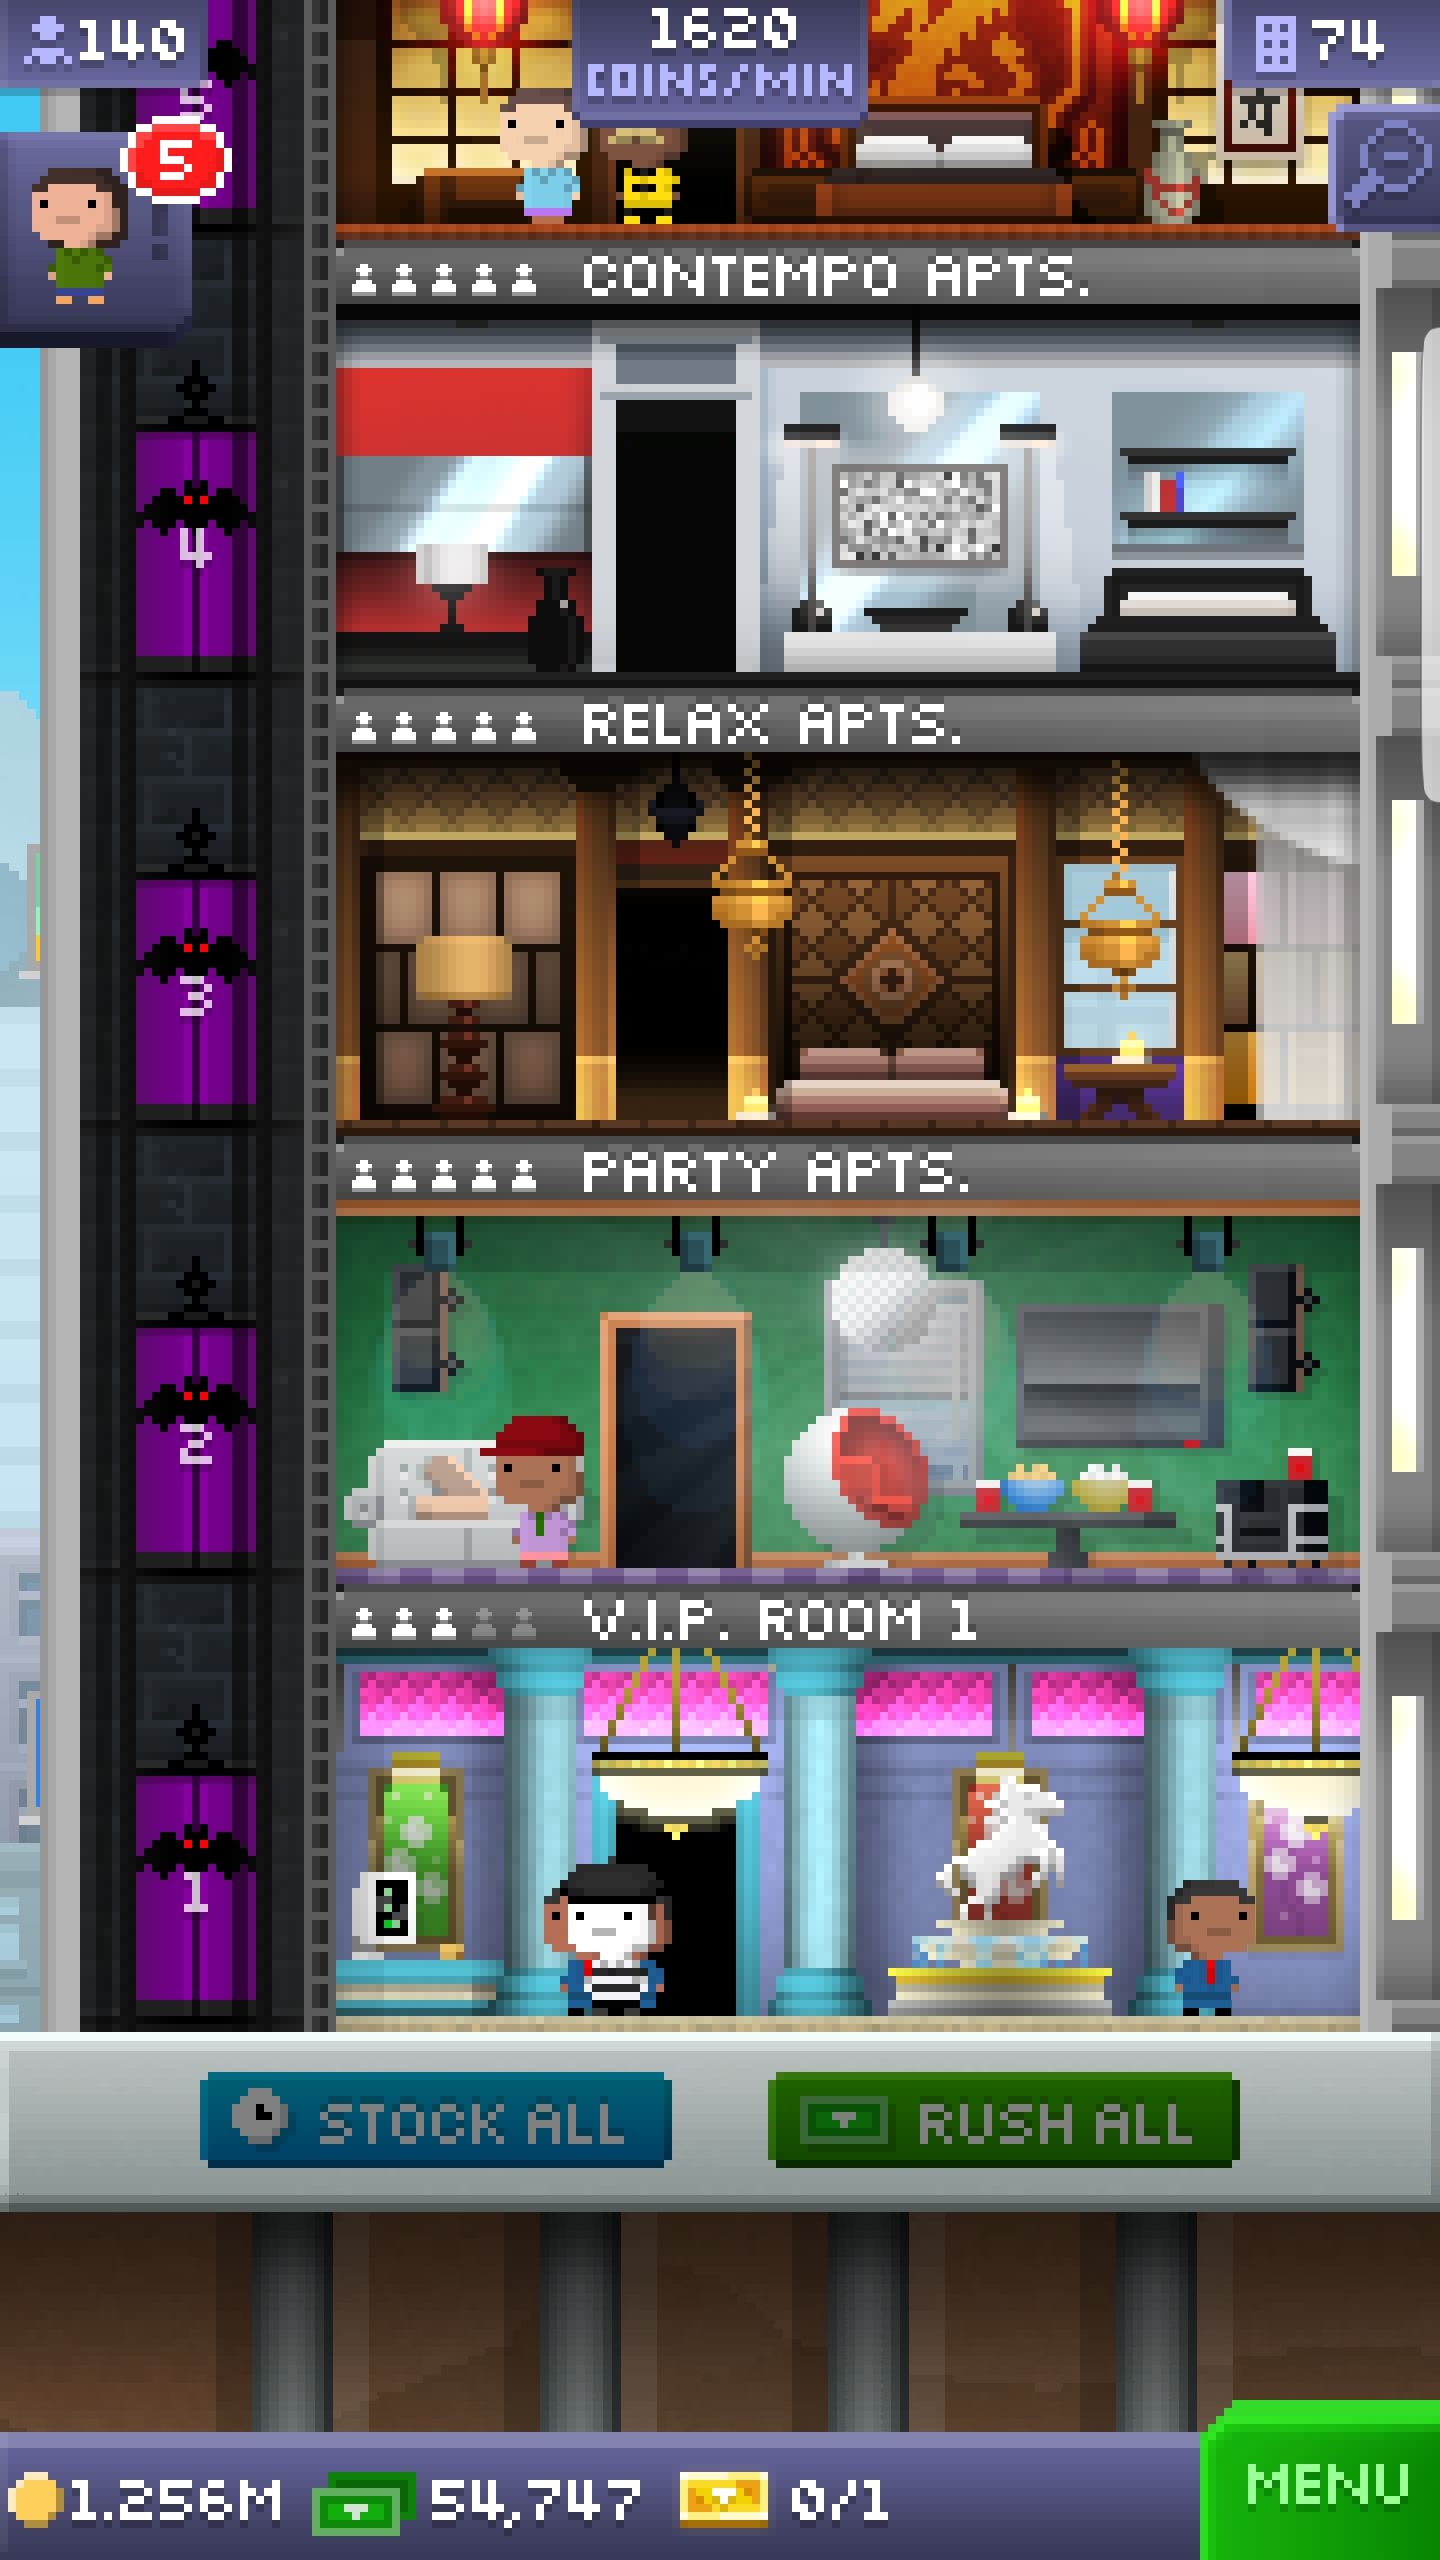 140
1620
COINS/MIN
74
5
5
CONTEMPO APTS.
4
RELAX APTS.
3
PARTY APTS.
2
V.I.P. ROOM 1
1
STOCK ALL
RUSH ALL
1.256M
54,747
0/1
MENU